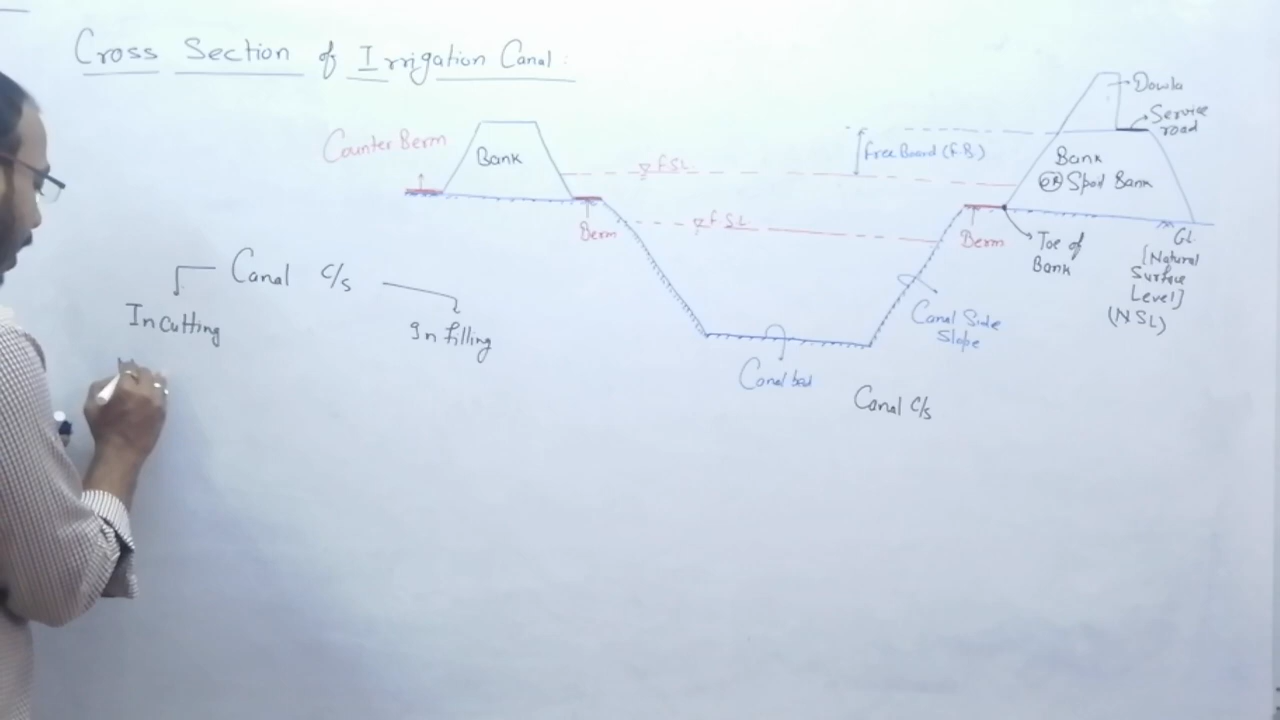 Cross Section of Irrigation Canal :
Dowla
Service
road
Counter Berm
Bank
FSL
Free Board (F.B.)
Bank
OR Spoil Bank
Berm
FSL
Berm
Toe of
Bank
GL
[Natural
Surface
Level]
(NSL)
Canal c/s
In cutting
In filling
Canal Side
Slope
Canal bed
Canal c/s